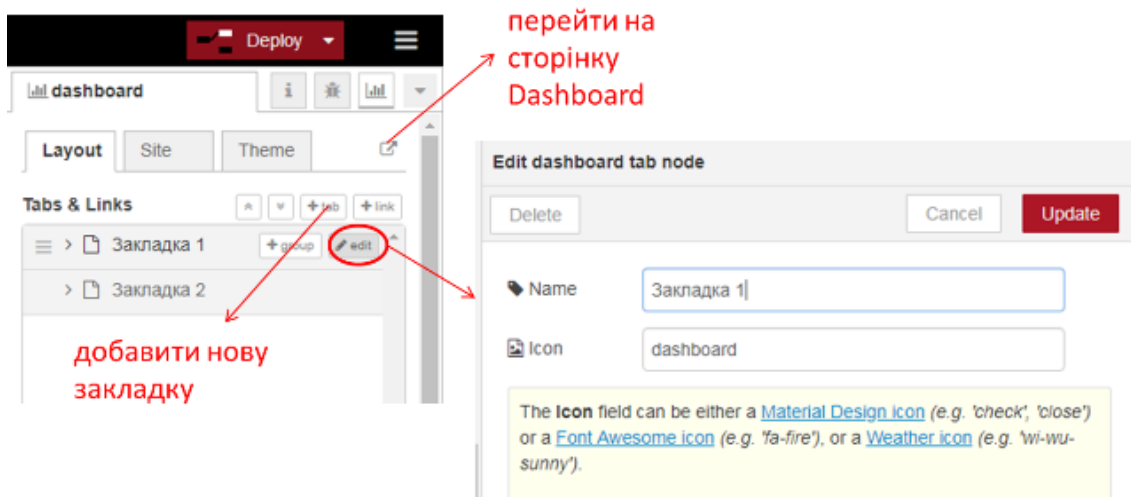 перейти на
сторінку
Dashboard
Deploy
dashboard
i
Layout
Site
Theme
Tabs & Links
+ tab
+ link
Закладка 1
+ group
edit
Закладка 2
добавити нову
закладку
Edit dashboard tab node
Delete
Cancel
Update
Name
Закладка 1
Icon
dashboard
The Icon field can be either a Material Design icon (e.g. 'check', 'close')
or a Font Awesome icon (e.g. 'fa-fire'), or a Weather icon (e.g. 'wi-wu-
sunny').